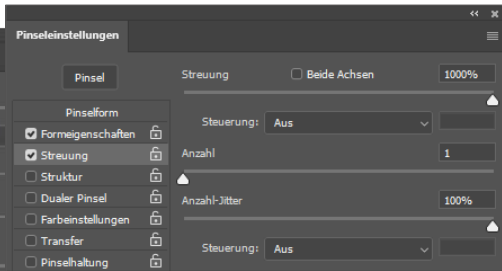 Pinseleinstellungen
Pinsel
Streuung Beide Achsen 1000%
Pinselform
Steuerung: Aus
Formeigenschaften
Streuung
Anzahl 1
Struktur
Dualer Pinsel
Anzahl-Jitter 100%
Farbeinstellungen
Transfer
Steuerung: Aus
Pinselhaltung